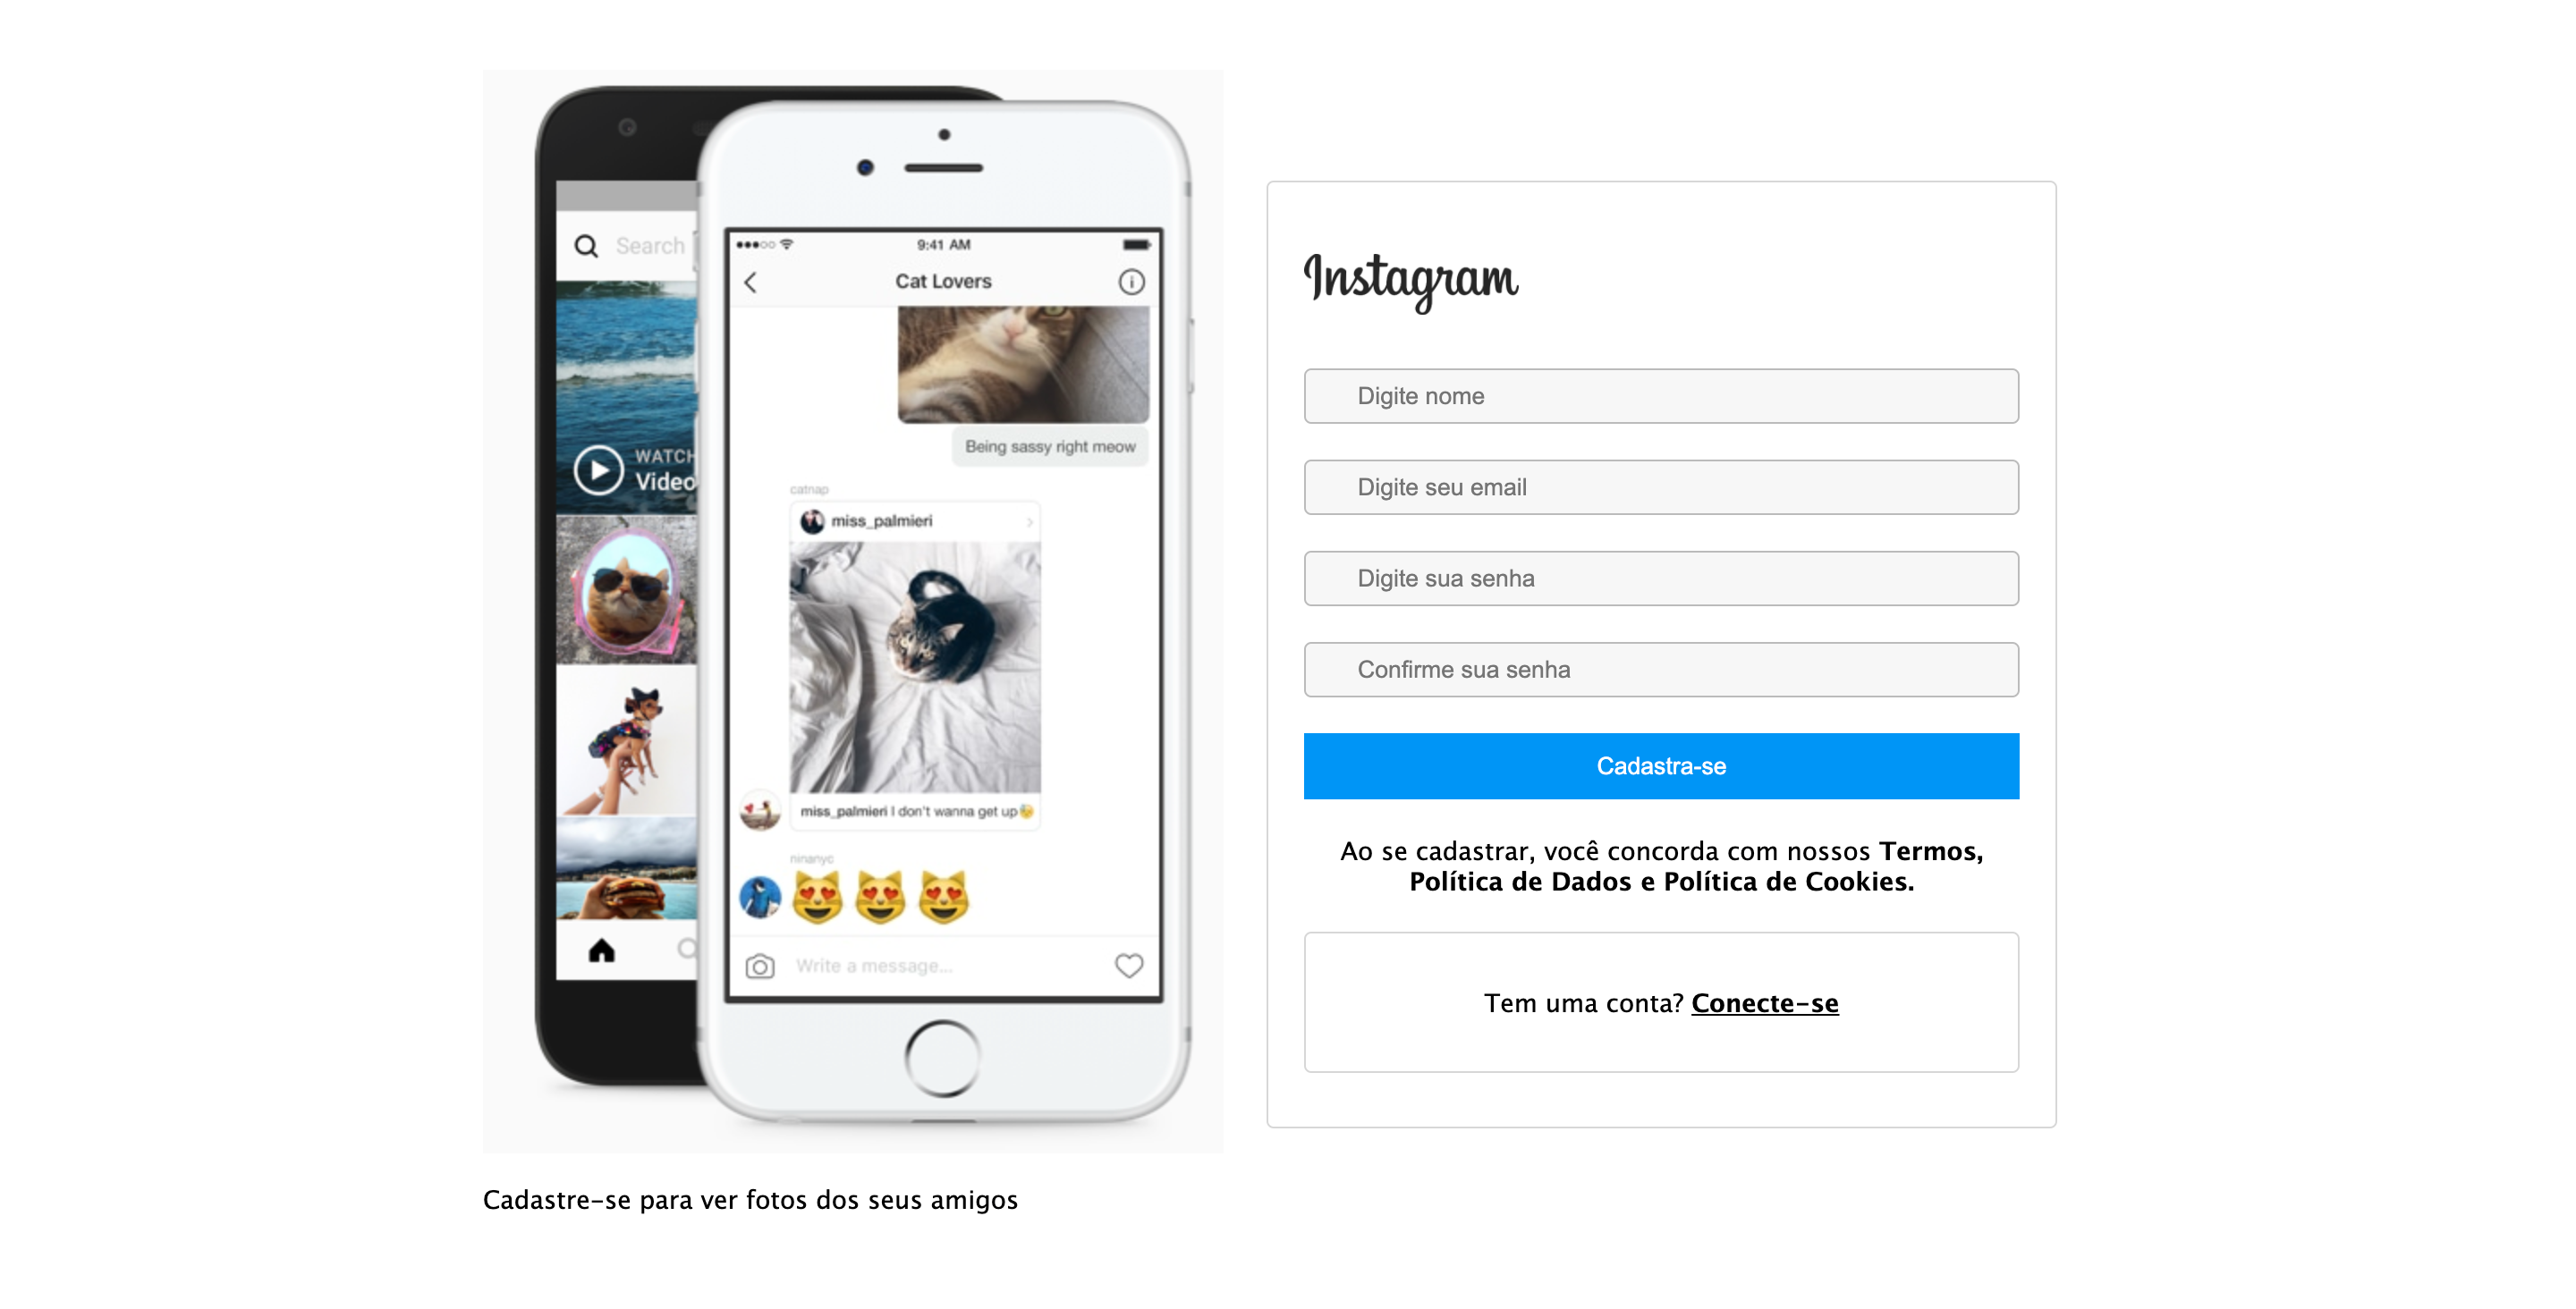 Search
WATCH
Video
9:41 AM
Cat Lovers
Being sassy right meow
catnap
miss_palmieri
miss_palmieri I don't wanna get up
ninanyc
Write a message...
Cadastre-se para ver fotos dos seus amigos
Instagram
Digite nome
Digite seu email
Digite sua senha
Confirme sua senha
Cadastra-se
Ao se cadastrar, você concorda com nossos Termos,
Política de Dados e Política de Cookies.
Tem uma conta? Conecte-se